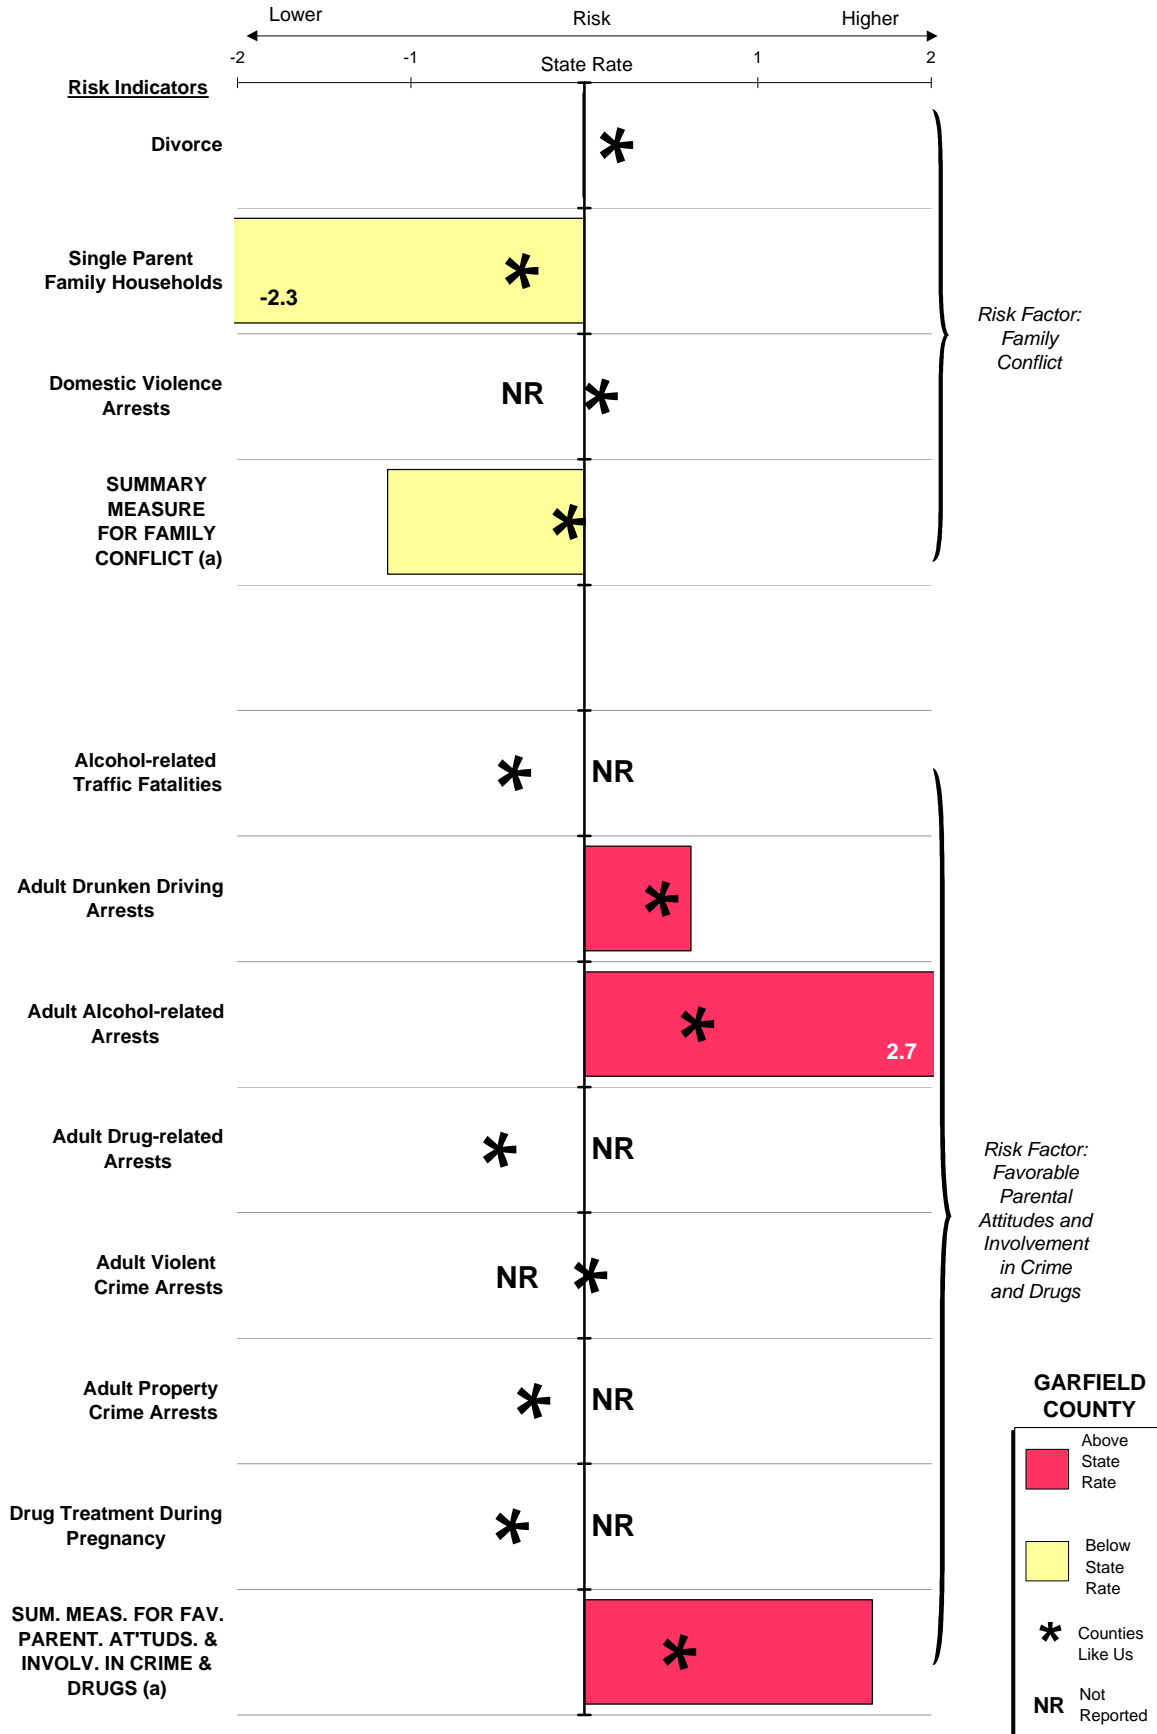 Lower Risk Higher
-2 -1 State Rate 1 2
Risk Indicators
Divorce
*
Single Parent
Family Households
*
-2.3
Domestic Violence
Arrests
NR *
SUMMARY
MEASURE
FOR FAMILY
CONFLICT (a)
*
Risk Factor:
Family
Conflict
Alcohol-related
Traffic Fatalities
* NR
Adult Drunken Driving
Arrests
*
Adult Alcohol-related
Arrests
*
2.7
Adult Drug-related
Arrests
* NR
Adult Violent
Crime Arrests
NR *
Adult Property
Crime Arrests
* NR
Drug Treatment During
Pregnancy
* NR
SUM. MEAS. FOR FAV.
PARENT. AT'TUDS. &
INVOLV. IN CRIME &
DRUGS (a)
*
Risk Factor:
Favorable
Parental
Attitudes and
Involvement
in Crime
and Drugs
GARFIELD
COUNTY
Above
State
Rate
Below
State
Rate
* Counties
Like Us
NR Not
Reported